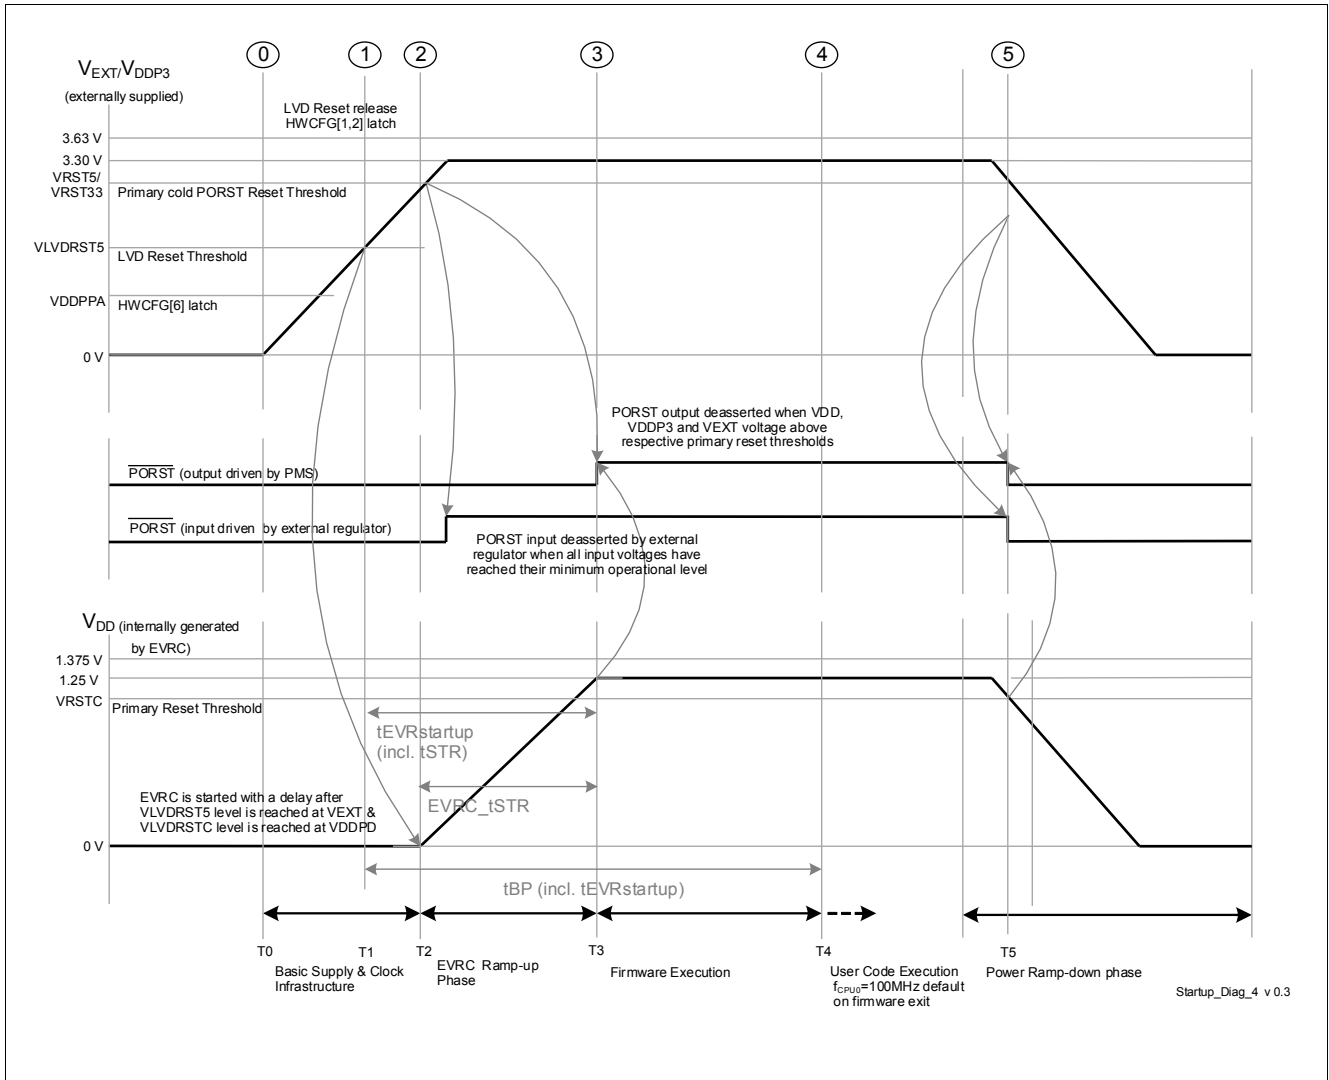 0
1
2
3
4
5
VEXT/VDDP3
(externally supplied)
LVD Reset release
HWCFG[1,2] latch
3.63 V
3.30 V
VRST5/
VRST33
Primary cold PORST Reset Threshold
VLVDRST5
LVD Reset Threshold
VDDPPA
HWCFG[6] latch
0 V
PORST output deasserted when VDD,
VDDP3 and VEXT voltage above
respective primary reset thresholds
PORST (output driven by PMS)
PORST (input driven by external regulator)
PORST input deasserted by external
regulator when all input voltages have
reached their minimum operational level
VDD (internally generated
by EVRC)
1.375 V
1.25 V
VRSTC
Primary Reset Threshold
tEVRstartup
(incl. tSTR)
EVRC_tSTR
EVRC is started with a delay after
VLVDRST5 level is reached at VEXT &
VLVDRSTC level is reached at VDDPD
0 V
tBP (incl. tEVRstartup)
T0
T1
T2
T3
T4
T5
Basic Supply & Clock
Infrastructure
EVRC Ramp-up
Phase
Firmware Execution
User Code Execution
fCPU0=100MHz default
on firmware exit
Power Ramp-down phase
Startup_Diag_4 v 0.3